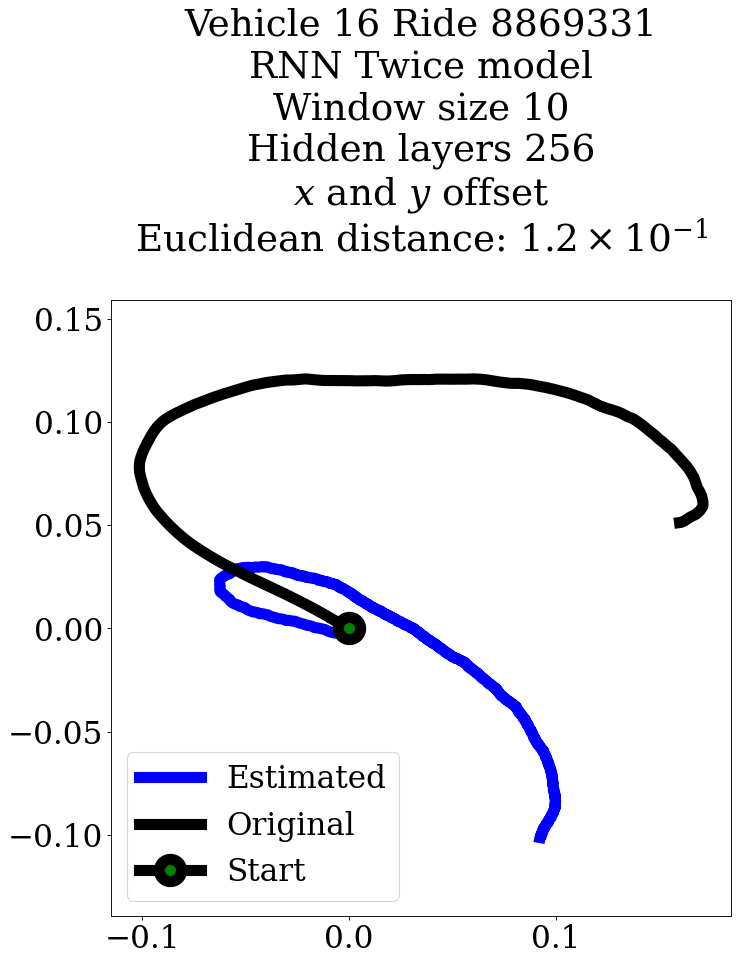 Vehicle 16 Ride 8869331
RNN Twice model
Window size 10
Hidden layers 256
x and y offset
Euclidean distance: 1.2 × 10⁻¹
0.15
0.10
0.05
0.00
−0.05
−0.10
Estimated
Original
Start
−0.1
0.0
0.1